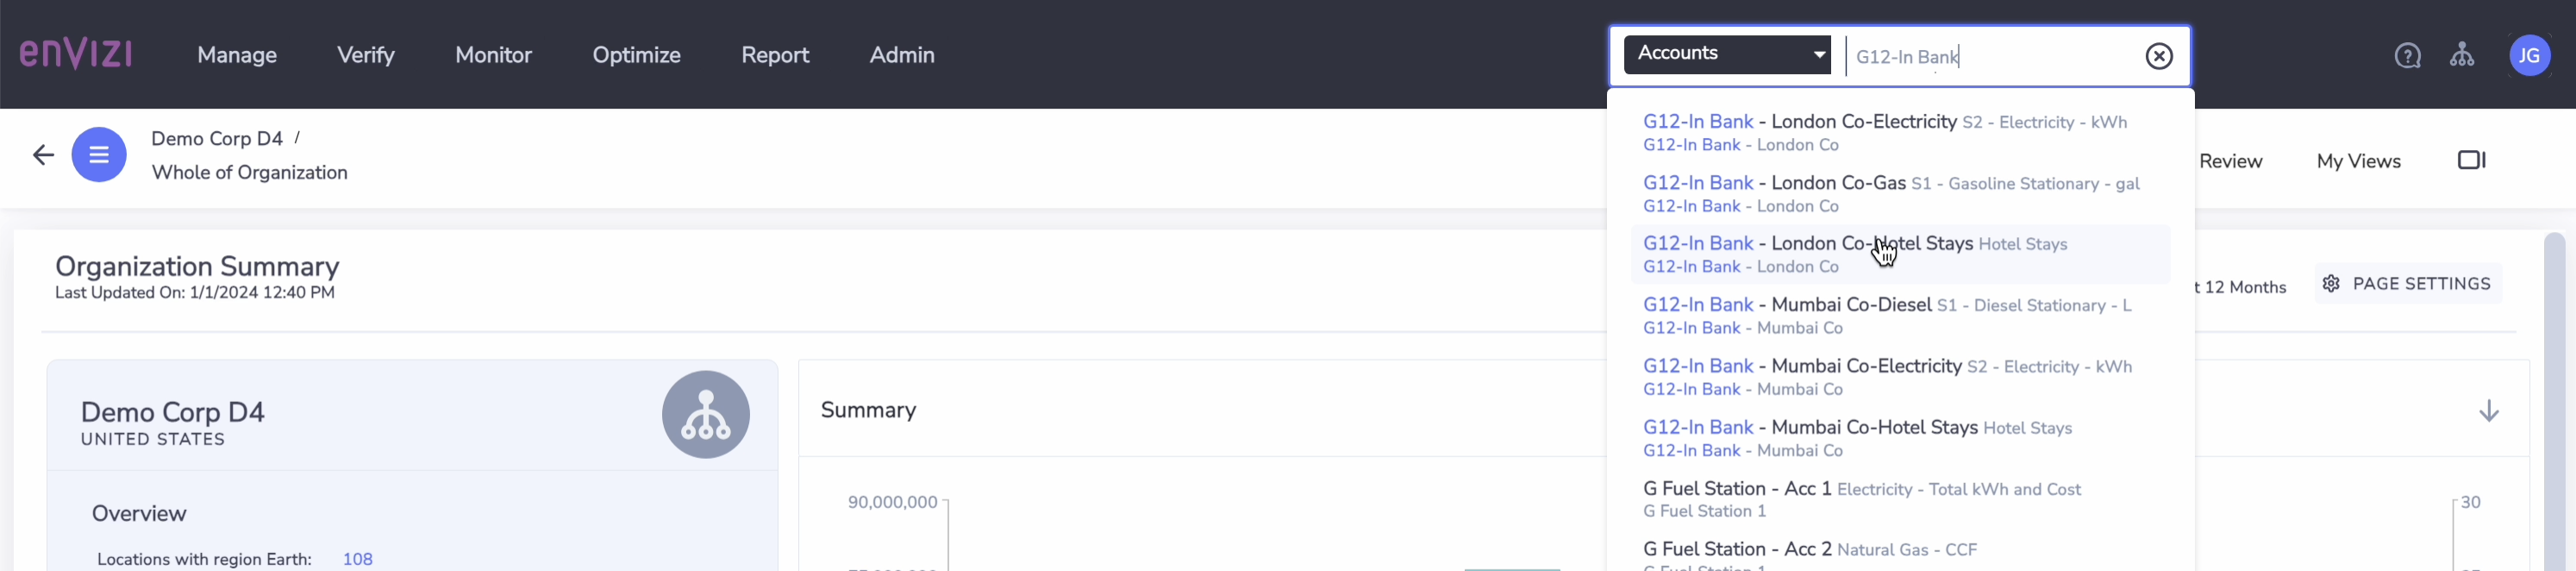 enVIZI
Manage
Verify
Monitor
Optimize
Report
Admin
Accounts
G12-In Bank
JG
Demo Corp D4 /
Whole of Organization
Review
My Views
G12-In Bank - London Co-Electricity S2 - Electricity - kWh
G12-In Bank - London Co
G12-In Bank - London Co-Gas S1 - Gasoline Stationary - gal
G12-In Bank - London Co
G12-In Bank - London Co-Hotel Stays Hotel Stays
G12-In Bank - London Co
G12-In Bank - Mumbai Co-Diesel S1 - Diesel Stationary - L
G12-In Bank - Mumbai Co
G12-In Bank - Mumbai Co-Electricity S2 - Electricity - kWh
G12-In Bank - Mumbai Co
G12-In Bank - Mumbai Co-Hotel Stays Hotel Stays
G12-In Bank - Mumbai Co
G Fuel Station - Acc 1 Electricity - Total kWh and Cost
G Fuel Station 1
G Fuel Station - Acc 2 Natural Gas - CCF
G Fuel Station 1
Organization Summary
Last Updated On: 1/1/2024 12:40 PM
t 12 Months
PAGE SETTINGS
Demo Corp D4
UNITED STATES
Overview
Locations with region Earth: 108
Summary
90,000,000
30